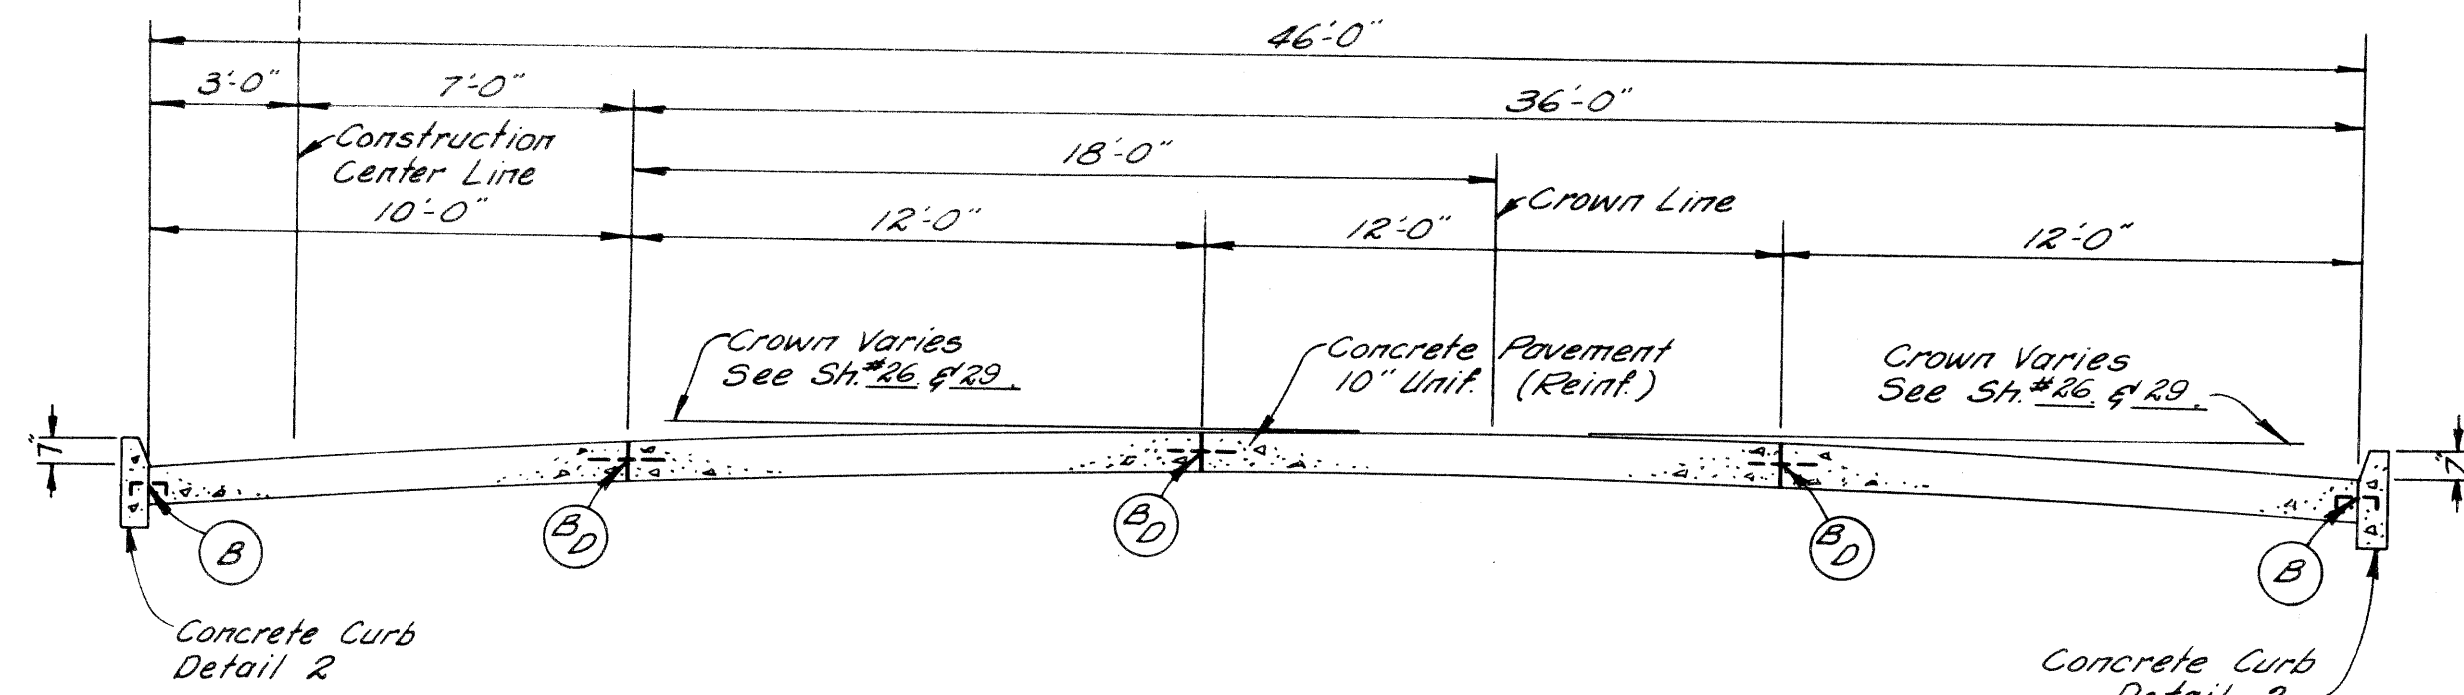 46'-0"
3'-0"
7'-0"
36'-0"
Construction
Center Line
18'-0"
Crown Line
10'-0"
12'-0"
12'-0"
12'-0"
Crown Varies
See Sh. #26 & 29.
Concrete Pavement
10" Unif. (Reinf.)
Crown Varies
See Sh. #26 & 29.
7"
7"
B
BD
BD
BD
B
Concrete Curb
Detail 2
Concrete Curb
Detail 2